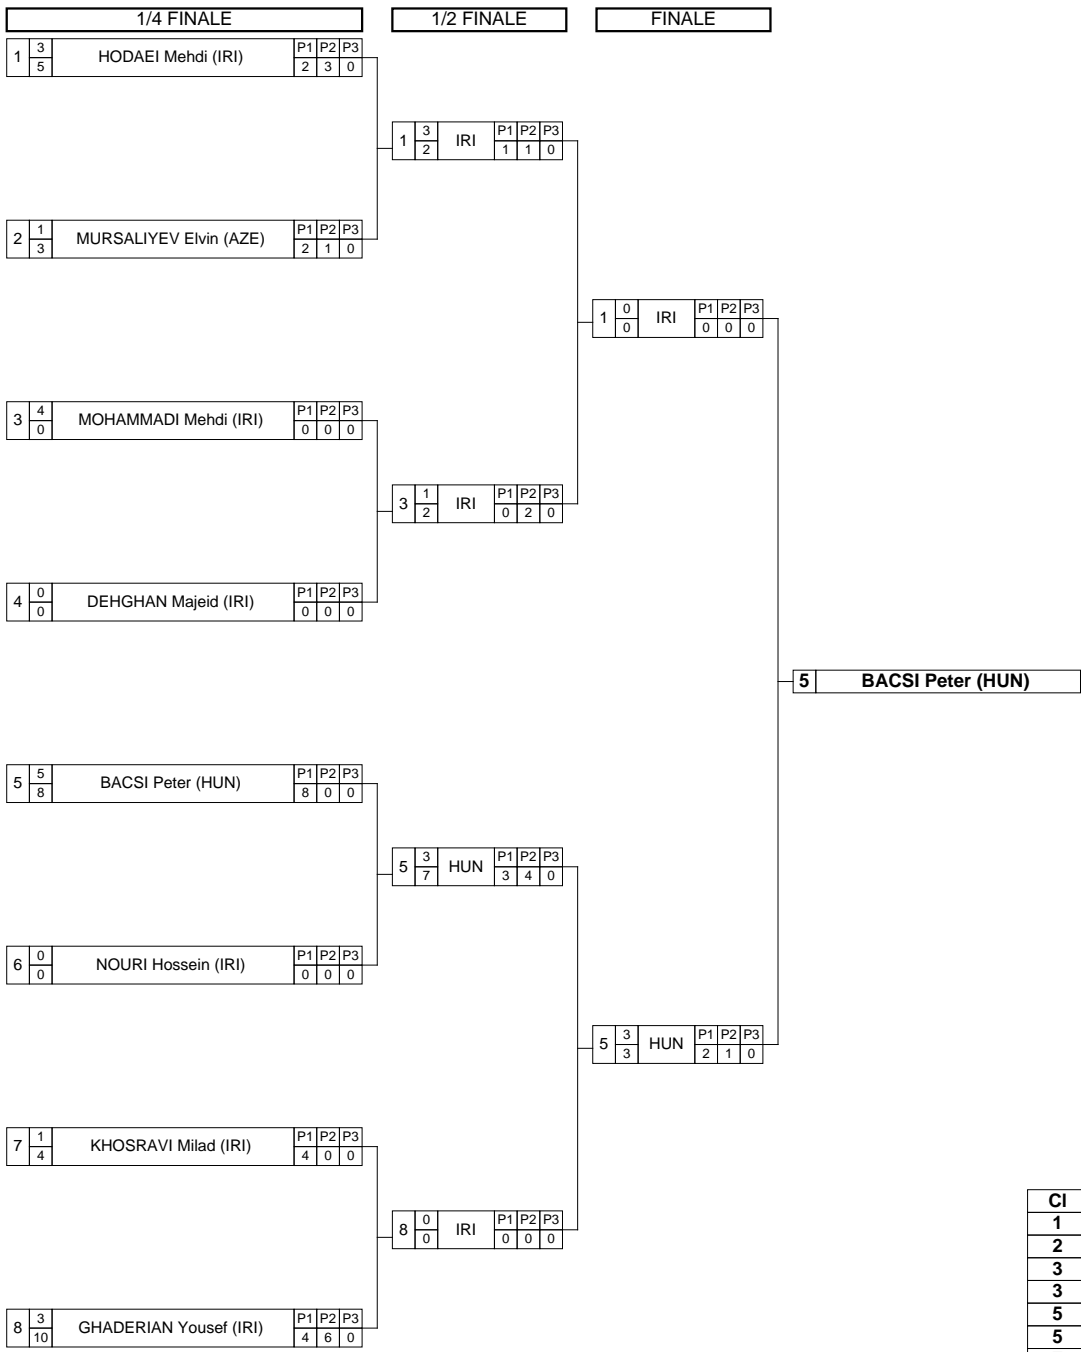 1/4 FINALE 1/2 FINALE FINALE
1 3 5 HODAEI Mehdi (IRI) P1 P2 P3 2 3 0
1 3 2 IRI P1 P2 P3 1 1 0
2 1 3 MURSALIYEV Elvin (AZE) P1 P2 P3 2 1 0
1 0 0 IRI P1 P2 P3 0 0 0
3 4 0 MOHAMMADI Mehdi (IRI) P1 P2 P3 0 0 0
3 1 2 IRI P1 P2 P3 0 2 0
4 0 0 DEHGHAN Majeid (IRI) P1 P2 P3 0 0 0
5 BACSI Peter (HUN)
5 5 8 BACSI Peter (HUN) P1 P2 P3 8 0 0
5 3 7 HUN P1 P2 P3 3 4 0
6 0 0 NOURI Hossein (IRI) P1 P2 P3 0 0 0
5 3 3 HUN P1 P2 P3 2 1 0
7 1 4 KHOSRAVI Milad (IRI) P1 P2 P3 4 0 0
8 0 0 IRI P1 P2 P3 0 0 0
8 3 10 GHADERIAN Yousef (IRI) P1 P2 P3 4 6 0
Cl
1
2
3
3
5
5